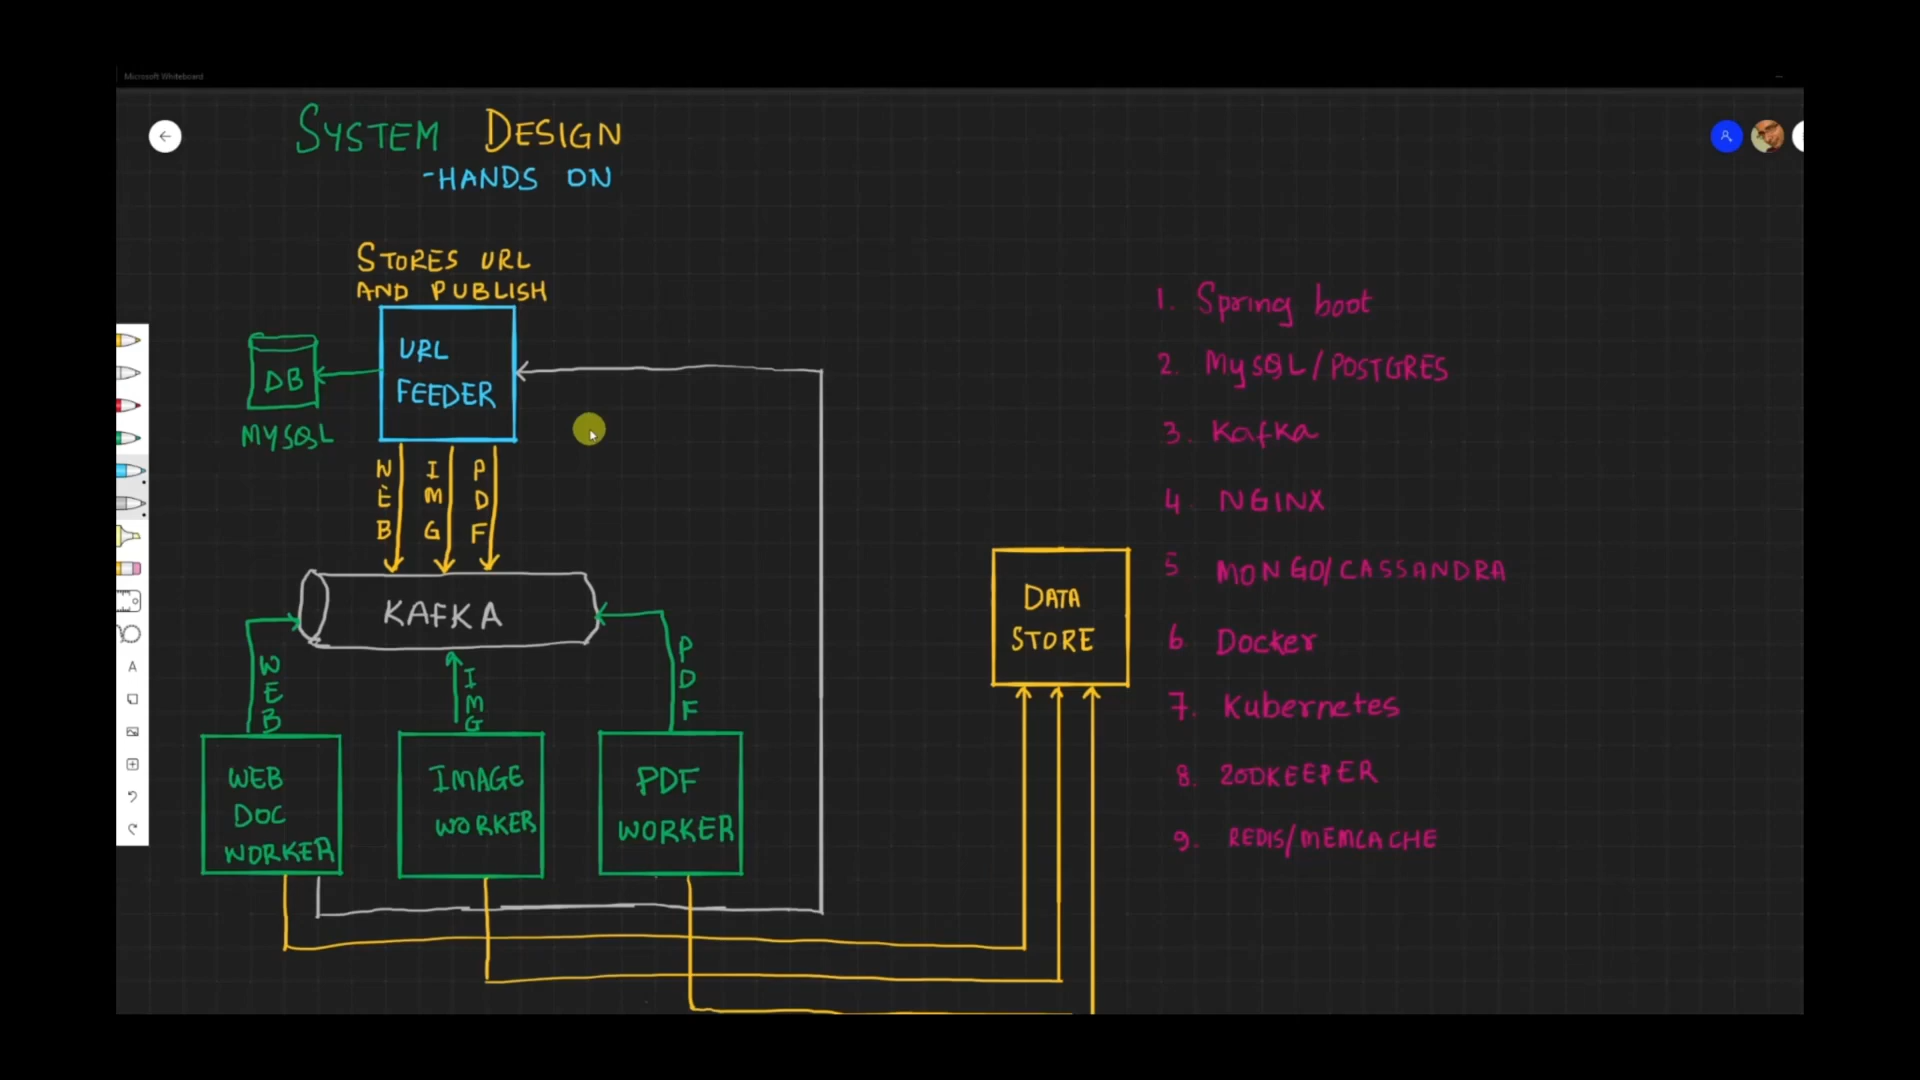 Microsoft Whiteboard
SYSTEM DESIGN
-HANDS ON
STORES URL
AND PUBLISH
URL
FEEDER
DB
MYSQL
WEB
IMG
PDF
KAFKA
WEB
IMG
PDF
WEB
DOC
WORKER
IMAGE
WORKER
PDF
WORKER
DATA
STORE
1. Spring boot
2. MySQL/POSTGRES
3. Kafka
4 NGINX
5 MONGO/CASSANDRA
6 Docker
7. Kubernetes
8. ZOOKEEPER
9. REDIS/MEMCACHE
A